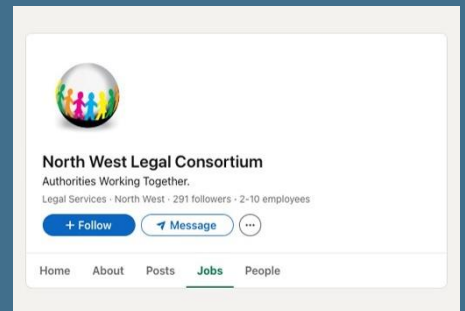 North West Legal Consortium
Authorities Working Together.
Legal Services · North West · 291 followers · 2-10 employees
+ Follow Message ...
Home About Posts Jobs People